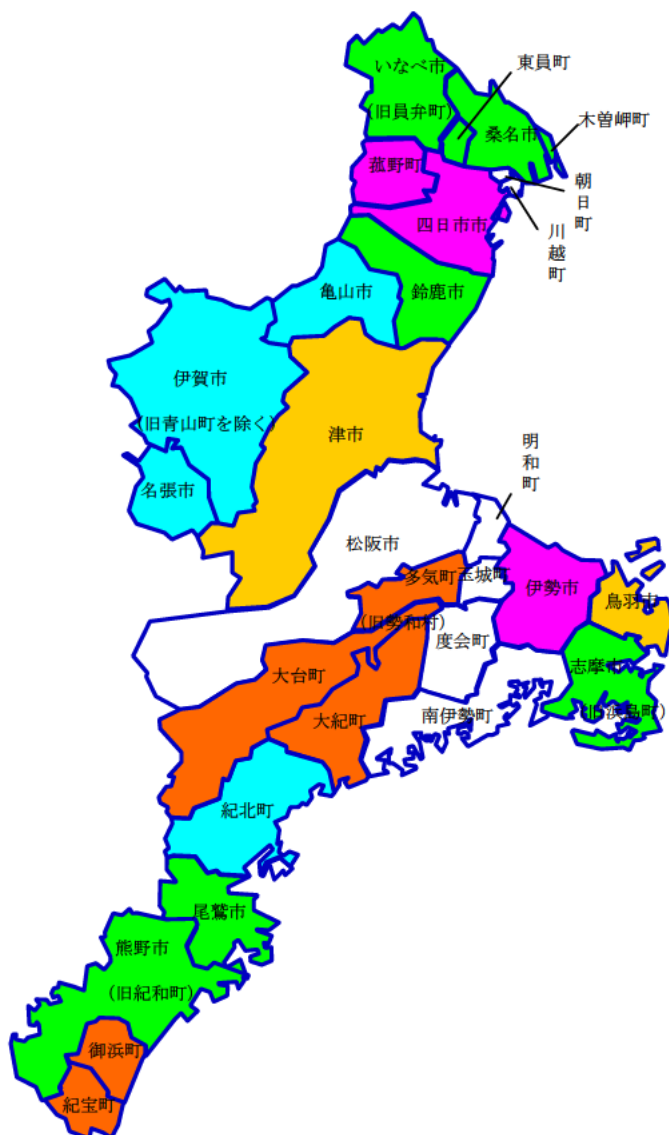 いなべ市
(旧員弁町)
東員町
桑名市
木曽岬町
菰野町
朝日町
四日市市
川越町
亀山市
鈴鹿市
伊賀市
(旧青山町を除く)
津市
明和町
名張市
松阪市
多気町
玉城町
伊勢市
鳥羽市
(旧勢和村)
度会町
志摩市
大台町
(旧浜島町)
大紀町
南伊勢町
紀北町
尾鷲市
熊野市
(旧紀和町)
御浜町
紀宝町